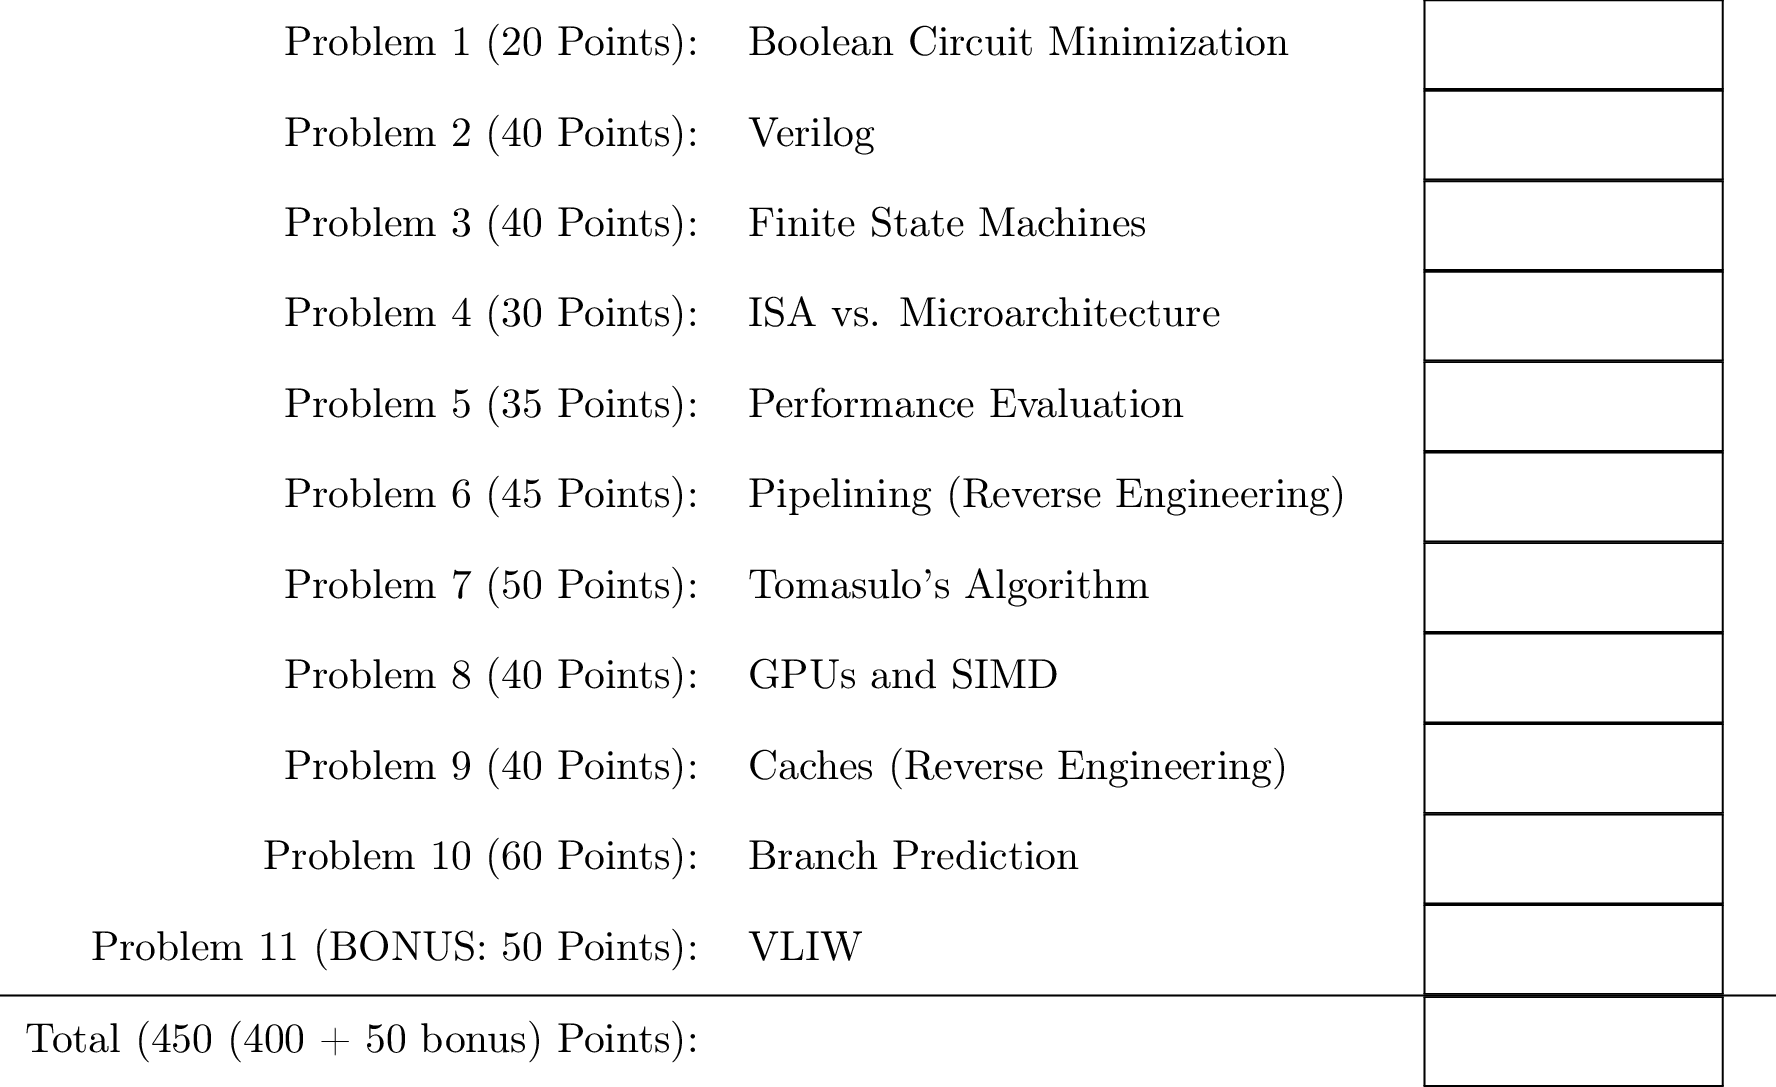 Problem 1 (20 Points): Boolean Circuit Minimization
Problem 2 (40 Points): Verilog
Problem 3 (40 Points): Finite State Machines
Problem 4 (30 Points): ISA vs. Microarchitecture
Problem 5 (35 Points): Performance Evaluation
Problem 6 (45 Points): Pipelining (Reverse Engineering)
Problem 7 (50 Points): Tomasulo's Algorithm
Problem 8 (40 Points): GPUs and SIMD
Problem 9 (40 Points): Caches (Reverse Engineering)
Problem 10 (60 Points): Branch Prediction
Problem 11 (BONUS: 50 Points): VLIW
Total (450 (400 + 50 bonus) Points):